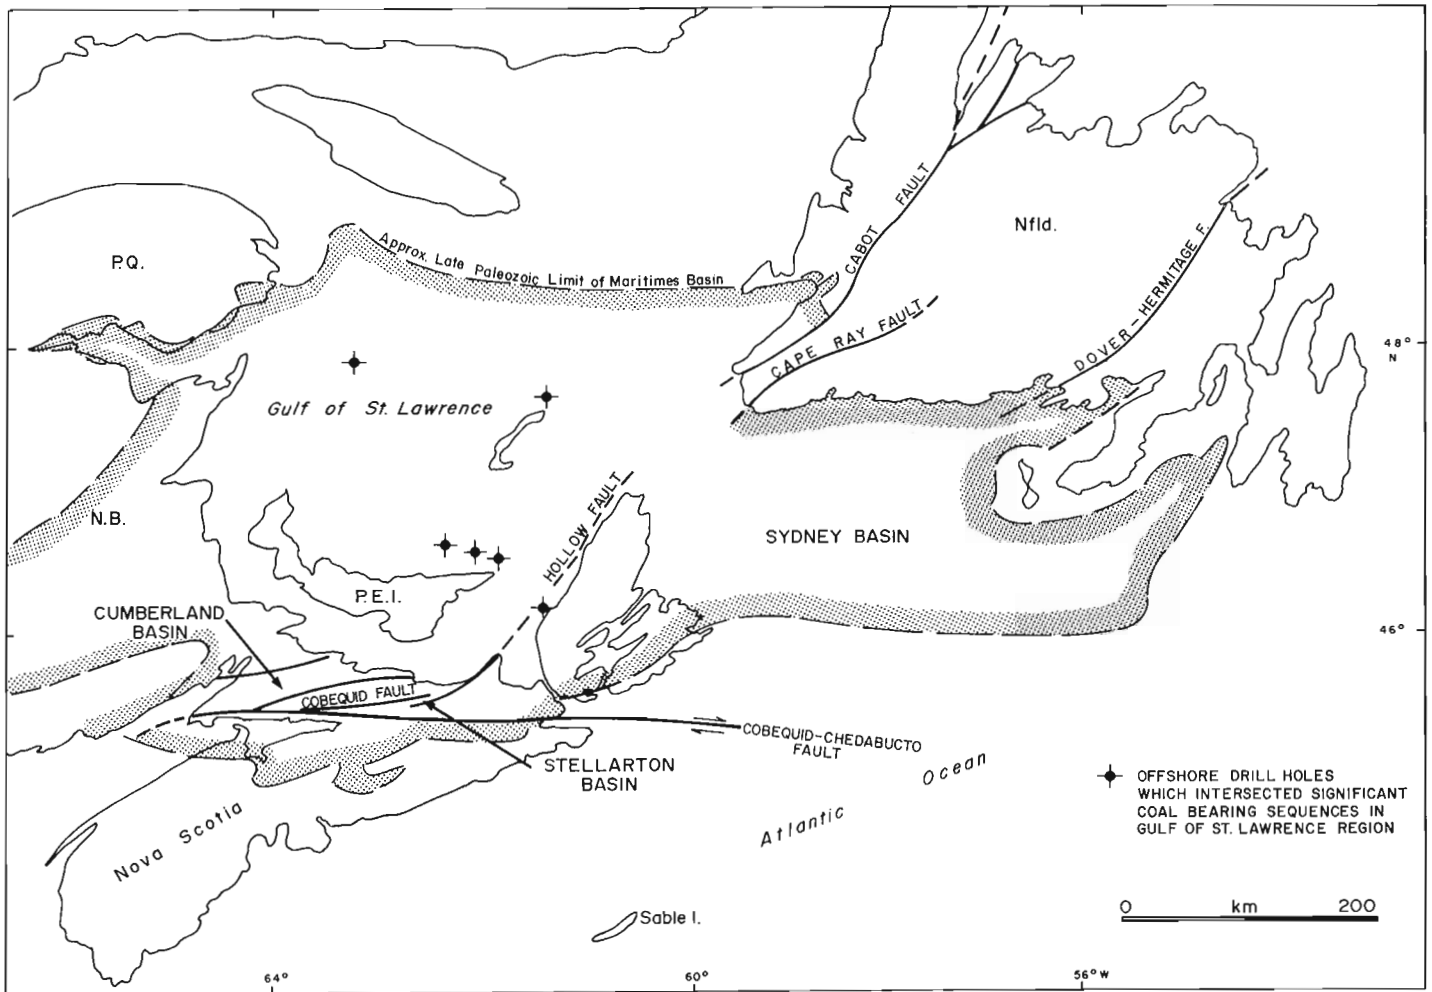 CABOT FAULT
Nfld.
Approx. Late Paleozoic Limit of Maritimes Basin
P.Q.
DOVER - HERMITAGE F.
CAPE RAY FAULT
48°
N
Gulf of St. Lawrence
HOLLOW FAULT
N.B.
SYDNEY BASIN
P.E.I.
CUMBERLAND
BASIN
46°
COBEQUID FAULT
COBEQUID-CHEDABUCTO
FAULT
STELLARTON
BASIN
Atlantic Ocean
OFFSHORE DRILL HOLES
WHICH INTERSECTED SIGNIFICANT
COAL BEARING SEQUENCES IN
GULF OF ST. LAWRENCE REGION
Nova Scotia
0 km 200
Sable I.
64° 60° 56° W